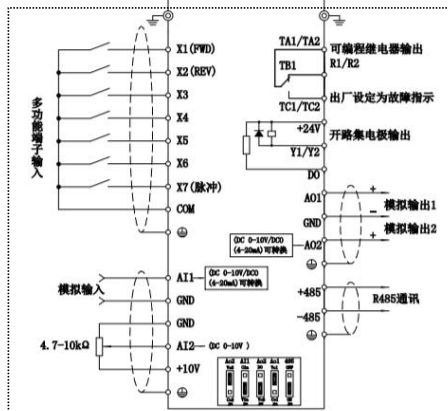 X1(FWD)
X2(REV)
X3
X4
X5
X6
X7(脉冲)
COM
多功能端子输入
TA1/TA2
可编程继电器输出
R1/R2
TB1
TC1/TC2
出厂设定为故障指示
+24V
开路集电极输出
Y1/Y2
DO
AO1
+
模拟输出1
GND
−
模拟输出2
(DC 0-10V/DC0
(4-20mA)可转换
AO2
+
AI1
(DC 0-10V/DC0
(4-20mA)可转换
模拟输入
GND
GND
4.7-10kΩ
AI2
(DC 0-10V )
+10V
+485
R485通讯
-485
Ao2 AI1 Ao2 Ao1 485